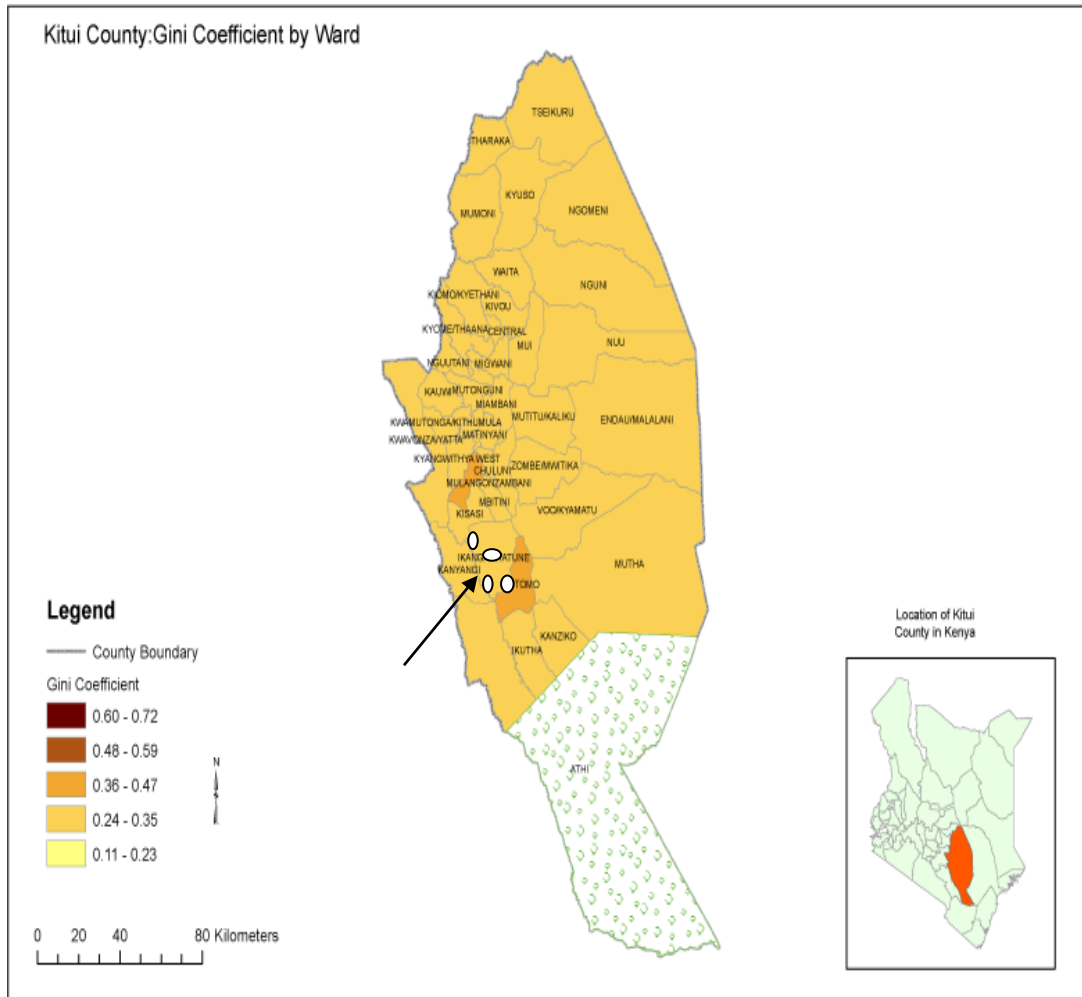 Kitui County:Gini Coefficient by Ward
TSEIKURU
THARAKA
KYUSO
MUMONI
NGOMENI
WAITA
NGUNI
KIOMO/KYETHANI
KIVOU
KYOME/THAANA
CENTRAL
MUI
NUU
NGUUTANI
MIGWANI
KAUWI
MUTONGUNI
MIAMBANI
MUTITU/KALIKU
ENDAU/MALALANI
KWAMUTONGA/KITHUMULA
MATINYANI
KWAVONZA/YATTA
KYANGWITHYA WEST
CHULUNI
ZOMBE/MWITIKA
MULANGO
NZAMBANI
MBITINI
KISASI
VOO/KYAMATU
KANYANGI
MUTHA
TOMO
KANZIKO
IKUTHA
ATHI
Legend
County Boundary
Gini Coefficient
0.60 - 0.72
0.48 - 0.59
0.36 - 0.47
0.24 - 0.35
0.11 - 0.23
N
0 20 40 80 Kilometers
Location of Kitui
County in Kenya